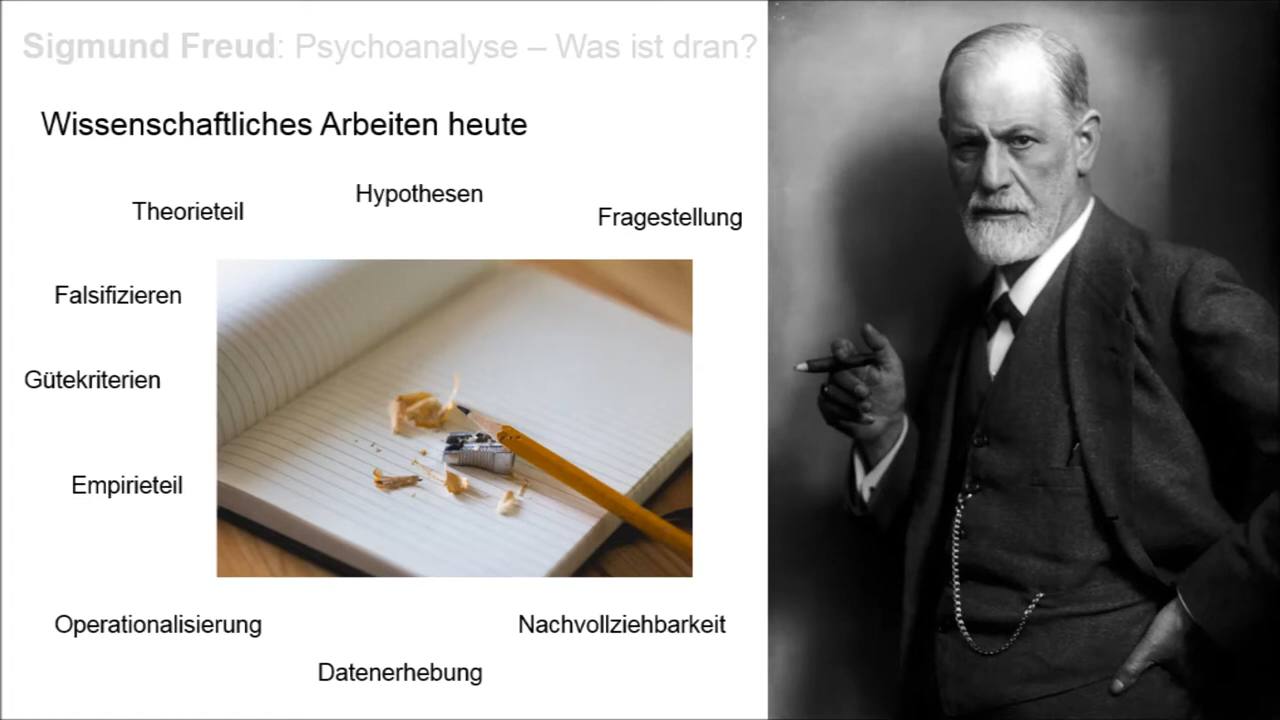 Sigmund Freud: Psychoanalyse – Was ist dran?
Wissenschaftliches Arbeiten heute
Hypothesen
Theorieteil
Fragestellung
Falsifizieren
Gütekriterien
Empirieteil
Operationalisierung
Nachvollziehbarkeit
Datenerhebung